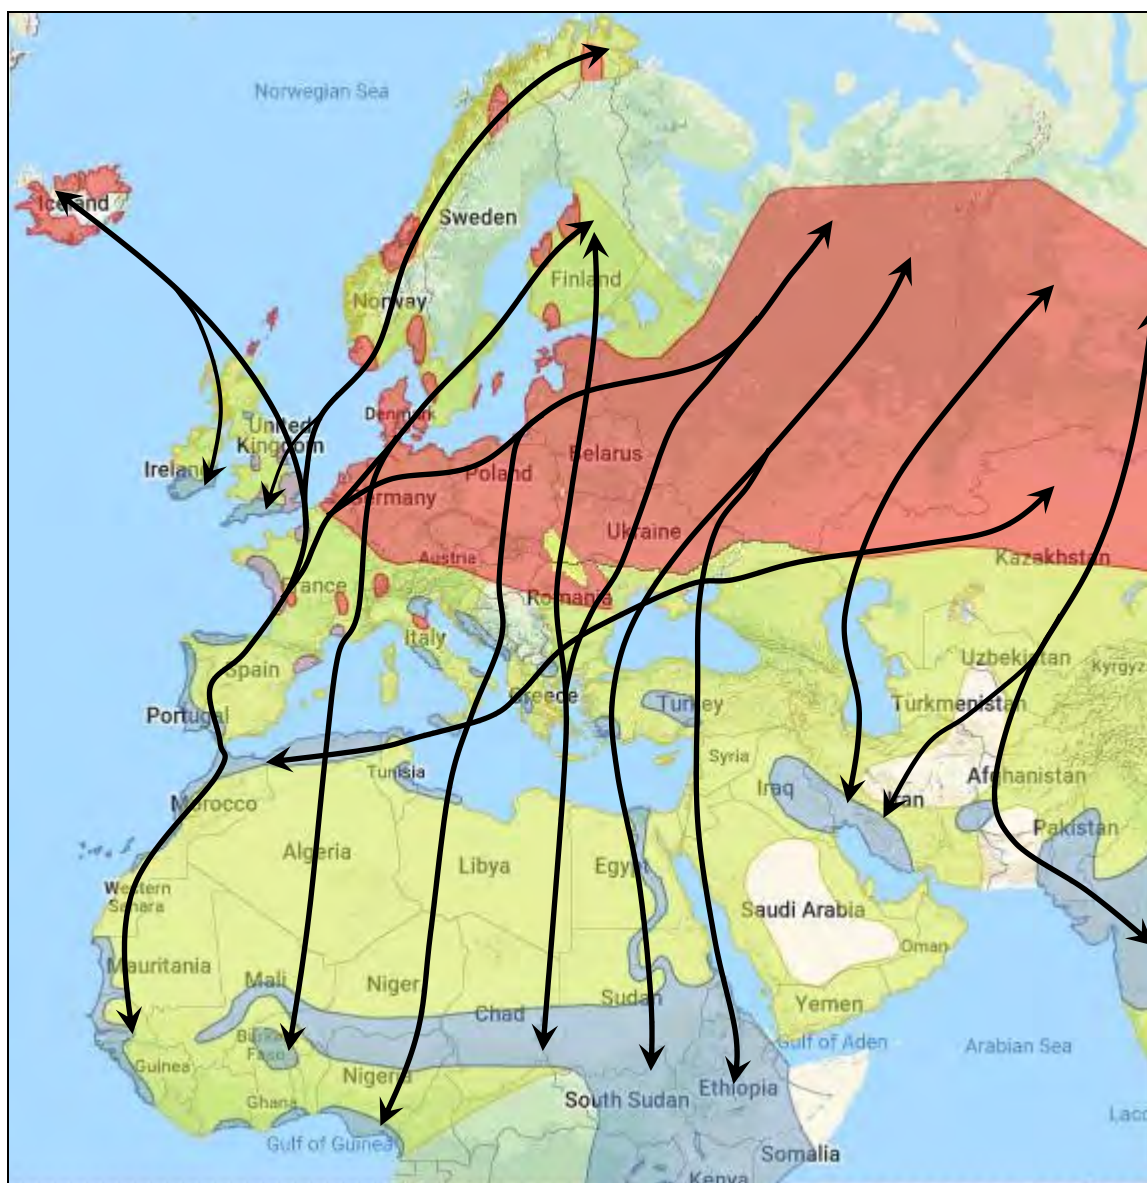 Norwegian Sea
Iceland
Sweden
Finland
Norway
Denmark
United
Kingdom
Ireland
Belarus
Poland
Germany
Ukraine
Austria
Kazakhstan
France
Romania
Italy
Uzbekistan
Kyrgyz
Spain
Greece
Turkey
Turkmenistan
Portugal
Syria
Tunisia
Afghanistan
Iraq
Iran
Morocco
Pakistan
Algeria
Libya
Egypt
Western
Sahara
Saudi Arabia
Oman
Mauritania
Mali
Niger
Sudan
Yemen
Chad
Burkina
Faso
Gulf of Aden
Arabian Sea
Guinea
Nigeria
Ethiopia
South Sudan
Ghana
Lacc
Gulf of Guinea
Somalia
Kenya